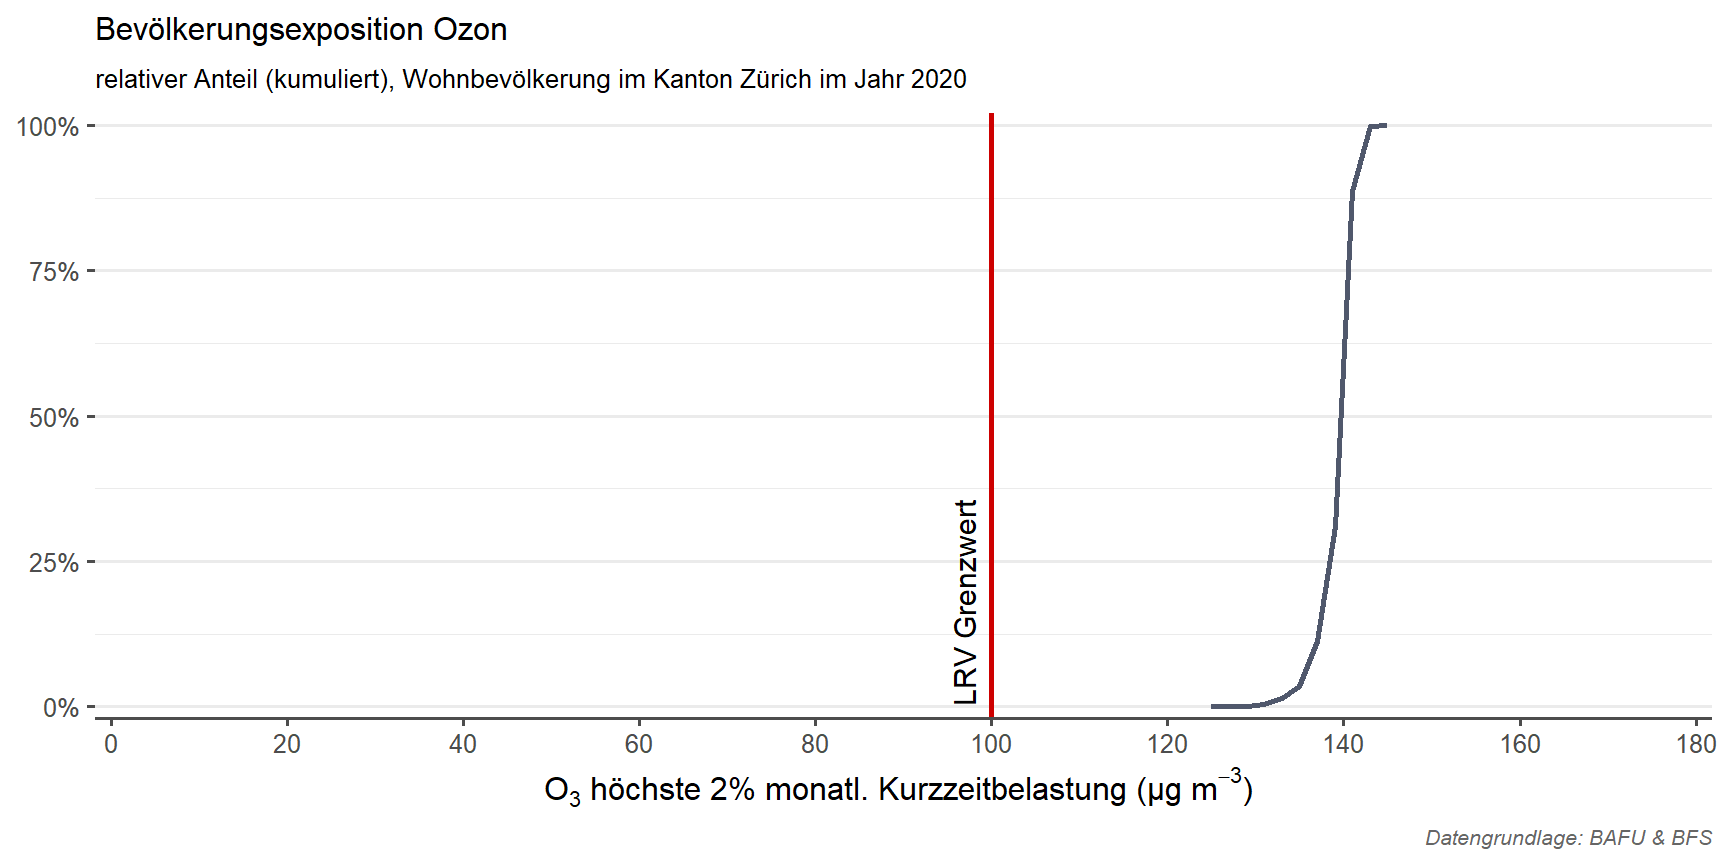 Bevölkerungsexposition Ozon
relativer Anteil (kumuliert), Wohnbevölkerung im Kanton Zürich im Jahr 2020
100%
75%
50%
25%
0%
LRV Grenzwert
0 20 40 60 80 100 120 140 160 180
O₃ höchste 2% monatl. Kurzzeitbelastung (µg m⁻³)
Datengrundlage: BAFU & BFS